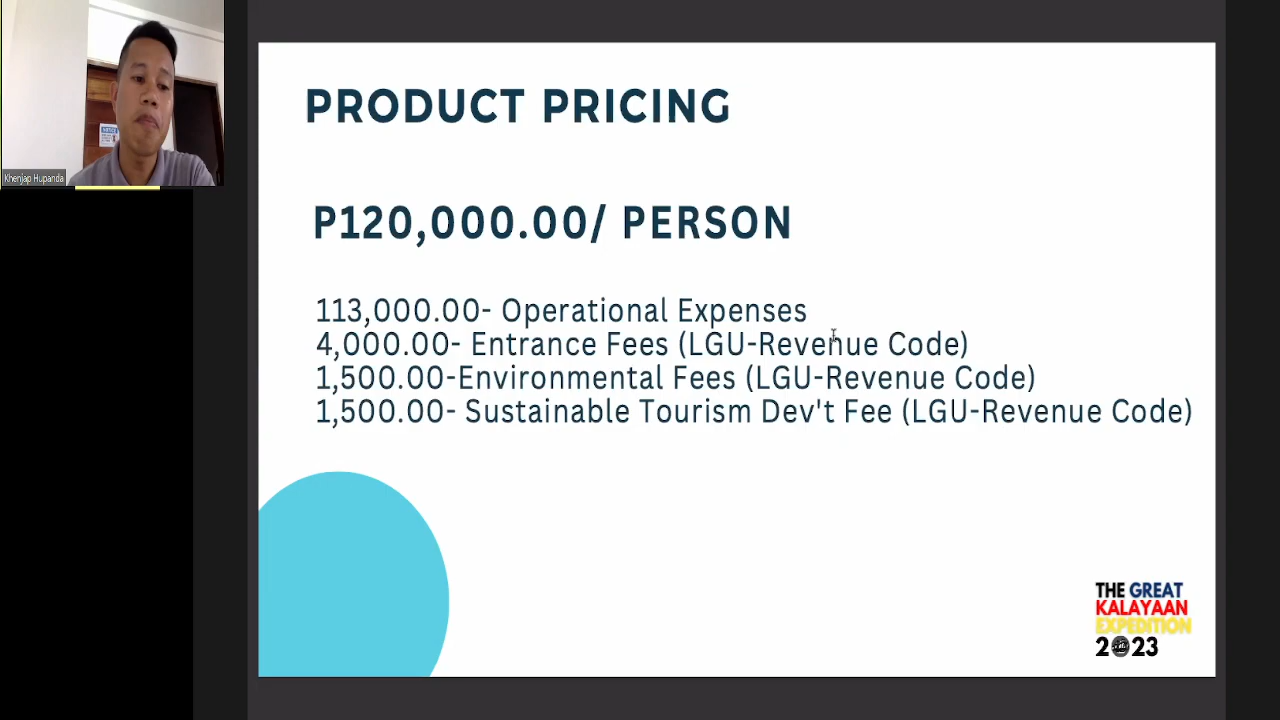 PRODUCT PRICING
P120,000.00/ PERSON
113,000.00- Operational Expenses
4,000.00- Entrance Fees (LGU-Revenue Code)
1,500.00-Environmental Fees (LGU-Revenue Code)
1,500.00- Sustainable Tourism Dev't Fee (LGU-Revenue Code)
Khenjap Hupanda
NOTICE
THE GREAT
KALAYAAN
EXPEDITION
2023